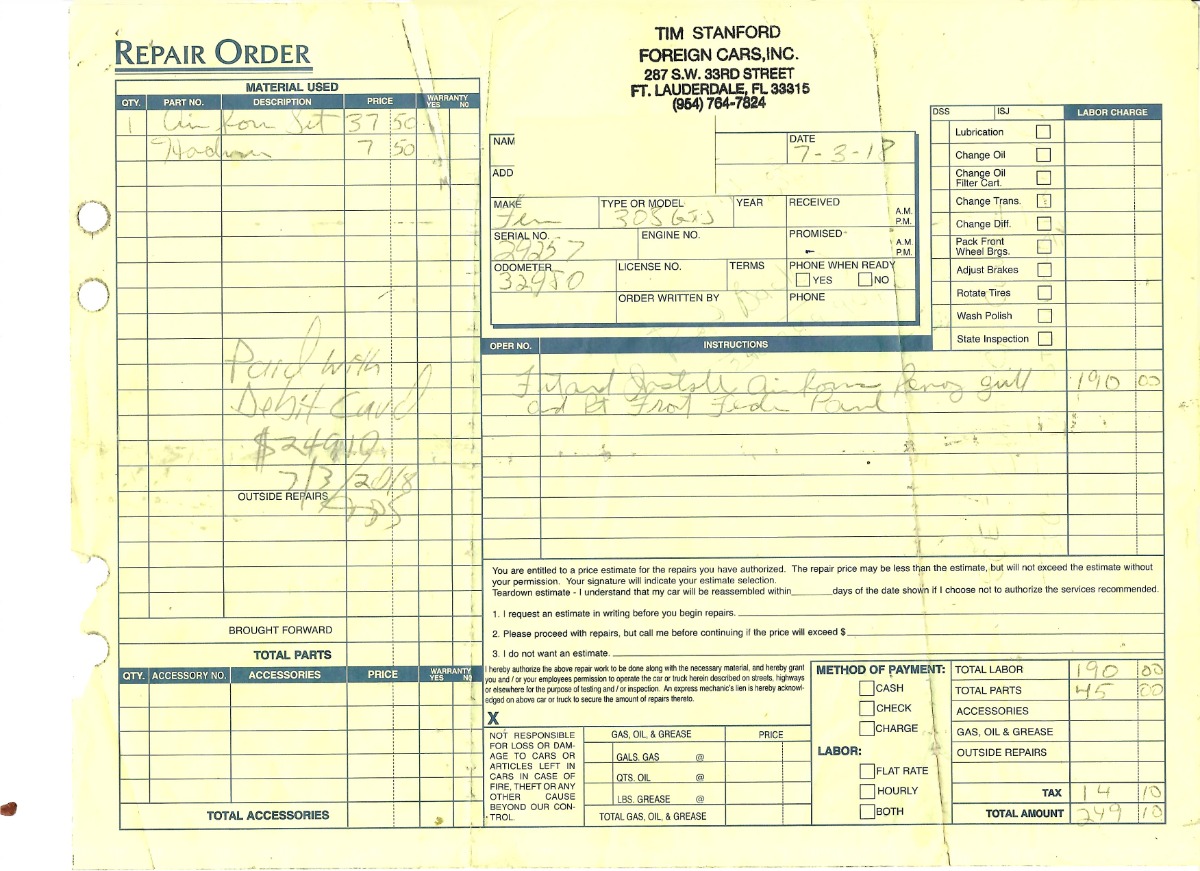 REPAIR ORDER
TIM STANFORD
FOREIGN CARS,INC.
287 S.W. 33RD STREET
FT. LAUDERDALE, FL 33315
(954) 764-7824
MATERIAL USED
QTY. PART NO. DESCRIPTION PRICE WARRANTY YES NO
1 Air Set 37 50
7 50
Paid with
Debit Card
$249.10
7/3/2018
OUTSIDE REPAIRS
BROUGHT FORWARD
TOTAL PARTS
QTY. ACCESSORY NO. ACCESSORIES PRICE WARRANTY YES NO
TOTAL ACCESSORIES
NAM
DATE
7-3-18
ADD
MAKE TYPE OR MODEL YEAR RECEIVED A.M. P.M.
308 GTS
SERIAL NO. ENGINE NO. PROMISED A.M. P.M.
29257
ODOMETER LICENSE NO. TERMS PHONE WHEN READY
32950 YES NO
ORDER WRITTEN BY PHONE
DSS ISJ LABOR CHARGE
Lubrication
Change Oil
Change Oil
Filter Cart.
Change Trans.
Change Diff.
Pack Front
Wheel Brgs.
Adjust Brakes
Rotate Tires
Wash Polish
State Inspection
OPER NO. INSTRUCTIONS
Install Air grill 190 00
and Front
You are entitled to a price estimate for the repairs you have authorized. The repair price may be less than the estimate, but will not exceed the estimate without
your permission. Your signature will indicate your estimate selection.
Teardown estimate - I understand that my car will be reassembled within______days of the date shown if I choose not to authorize the services recommended.
1. I request an estimate in writing before you begin repairs.
2. Please proceed with repairs, but call me before continuing if the price will exceed $
3. I do not want an estimate.
I hereby authorize the above repair work to be done along with the necessary material, and hereby grant
you and / or your employees permission to operate the car or truck herein described on streets, highways
or elsewhere for the purpose of testing and / or inspection. An express mechanic's lien is hereby acknowl-
edged on above car or truck to secure the amount of repairs thereto.
X
NOT RESPONSIBLE
FOR LOSS OR DAM-
AGE TO CARS OR
ARTICLES LEFT IN
CARS IN CASE OF
FIRE, THEFT OR ANY
OTHER CAUSE
BEYOND OUR CON-
TROL.
GAS, OIL, & GREASE PRICE
GALS. GAS @
QTS. OIL @
LBS. GREASE @
TOTAL GAS, OIL, & GREASE
METHOD OF PAYMENT:
CASH
CHECK
CHARGE
LABOR:
FLAT RATE
HOURLY
BOTH
TOTAL LABOR 190 00
TOTAL PARTS 45 00
ACCESSORIES
GAS, OIL & GREASE
OUTSIDE REPAIRS
TAX 14 10
TOTAL AMOUNT 249 10